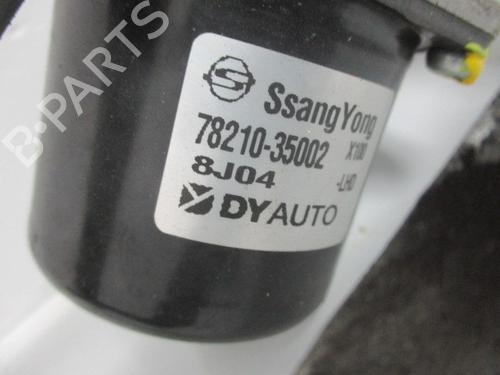 B-PARTS
SsangYong
78210-35002 X100
8J04 -LHD
DYAUTO